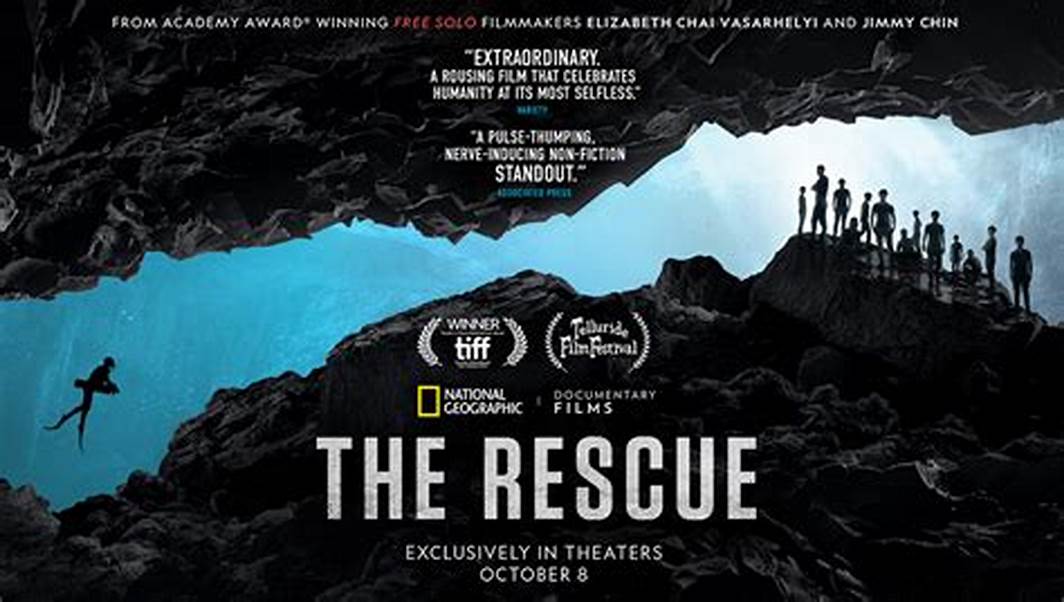 FROM ACADEMY AWARD® WINNING FREE SOLO FILMMAKERS ELIZABETH CHAI VASARHELYI AND JIMMY CHIN
"EXTRAORDINARY.
A ROUSING FILM THAT CELEBRATES
HUMANITY AT ITS MOST SELFLESS."
VARIETY
"A PULSE-THUMPING,
NERVE-INDUCING NON-FICTION
STANDOUT."
ASSOCIATED PRESS
WINNER
tiff
Telluride
Film Festival
NATIONAL
GEOGRAPHIC
DOCUMENTARY
FILMS
THE RESCUE
EXCLUSIVELY IN THEATERS
OCTOBER 8